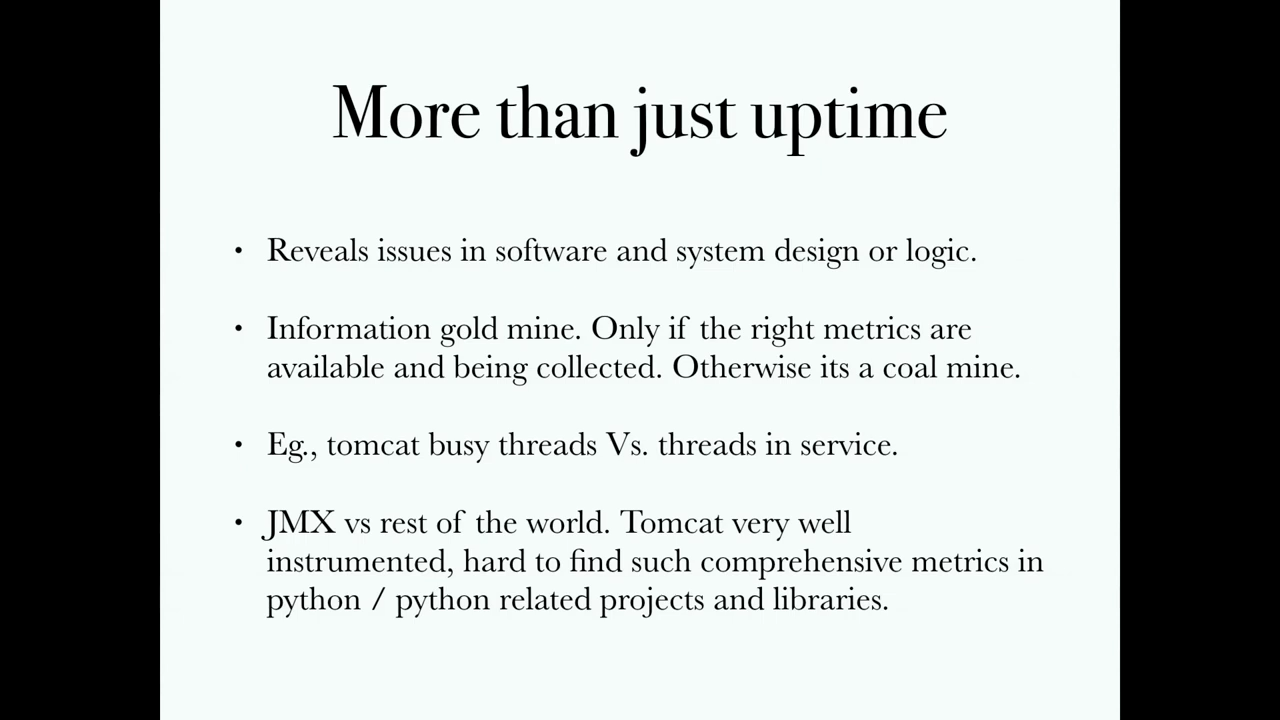 More than just uptime
• Reveals issues in software and system design or logic.
• Information gold mine. Only if the right metrics are
available and being collected. Otherwise its a coal mine.
• Eg., tomcat busy threads Vs. threads in service.
• JMX vs rest of the world. Tomcat very well
instrumented, hard to find such comprehensive metrics in
python / python related projects and libraries.